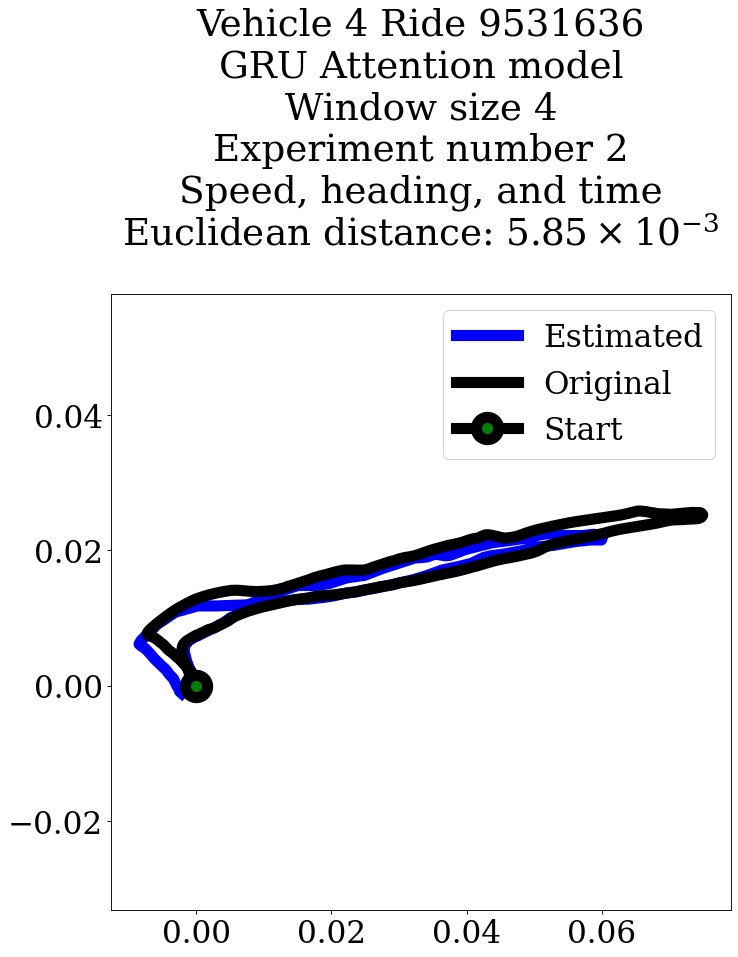 Vehicle 4 Ride 9531636
GRU Attention model
Window size 4
Experiment number 2
Speed, heading, and time
Euclidean distance: 5.85 × 10⁻³
Estimated
Original
Start
0.04
0.02
0.00
−0.02
0.00 0.02 0.04 0.06